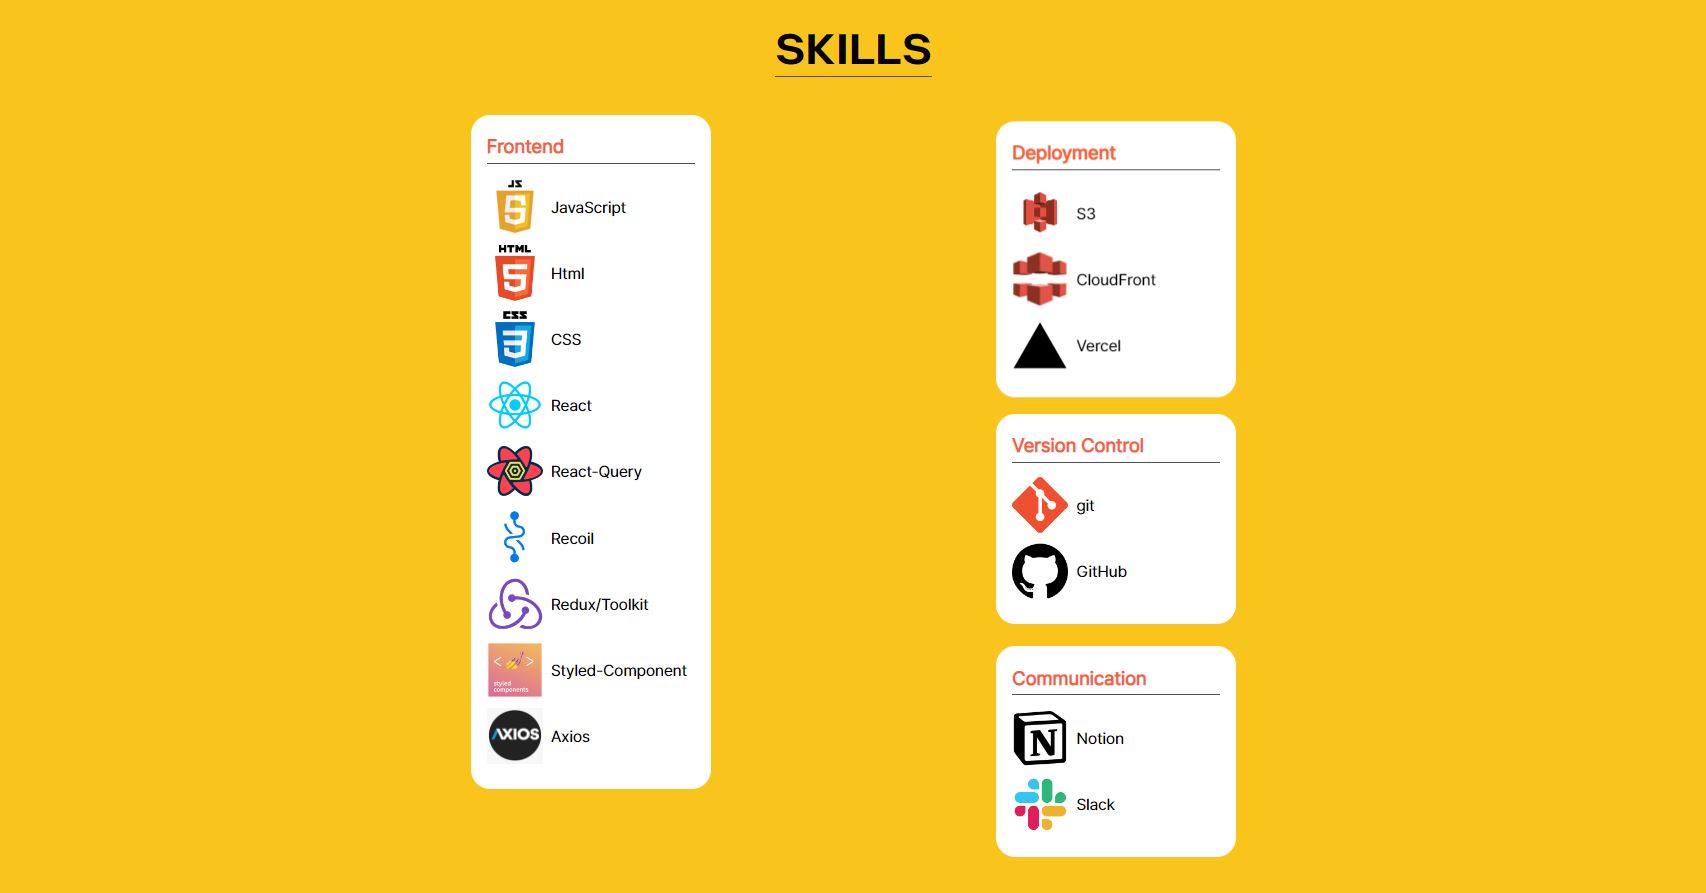 SKILLS
Frontend
JS
JavaScript
HTML
Html
CSS
CSS
React
React-Query
Recoil
Redux/Toolkit
< >
styled
components
Styled-Component
AXIOS
Axios
Deployment
S3
CloudFront
Vercel
Version Control
git
GitHub
Communication
N
Notion
Slack